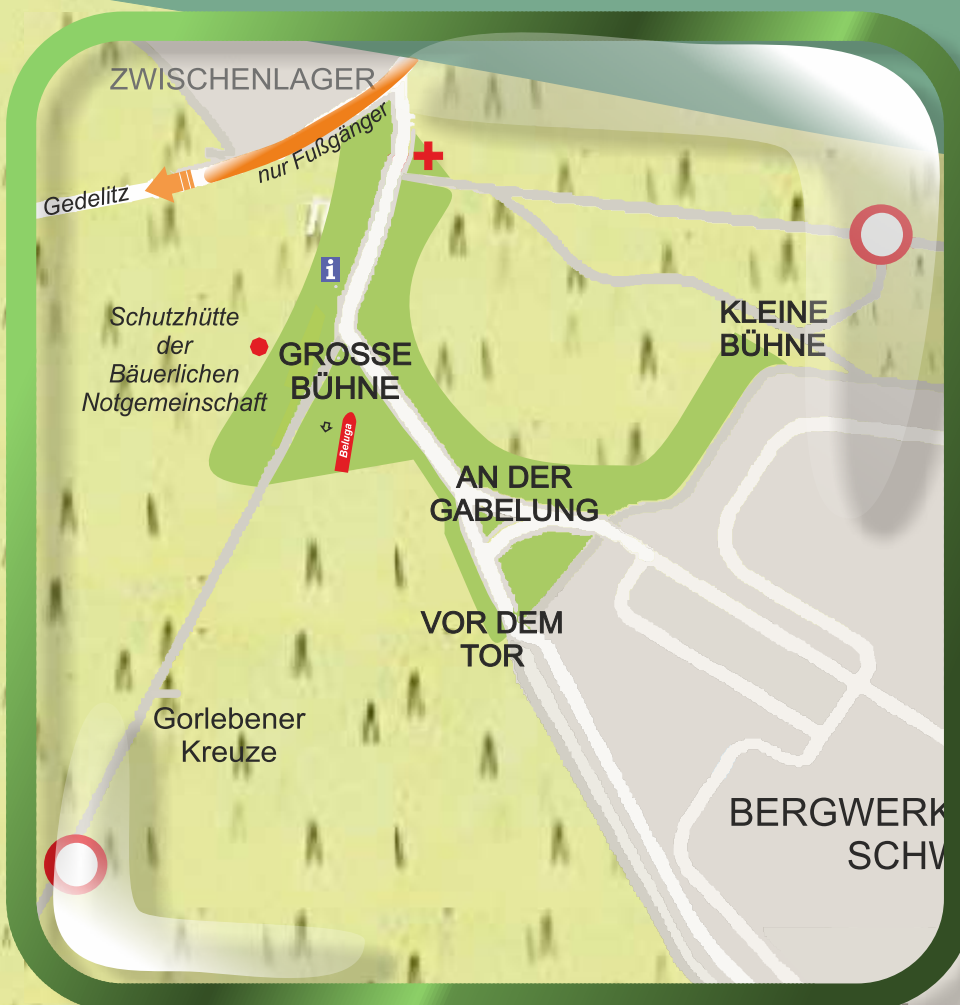 ZWISCHENLAGER
nur Fußgänger
Gedelitz
i
Schutzhütte
der
Bäuerlichen
Notgemeinschaft
GROSSE
BÜHNE
KLEINE
BÜHNE
Beluga
AN DER
GABELUNG
VOR DEM
TOR
Gorlebener
Kreuze
BERGWERK
SCHW